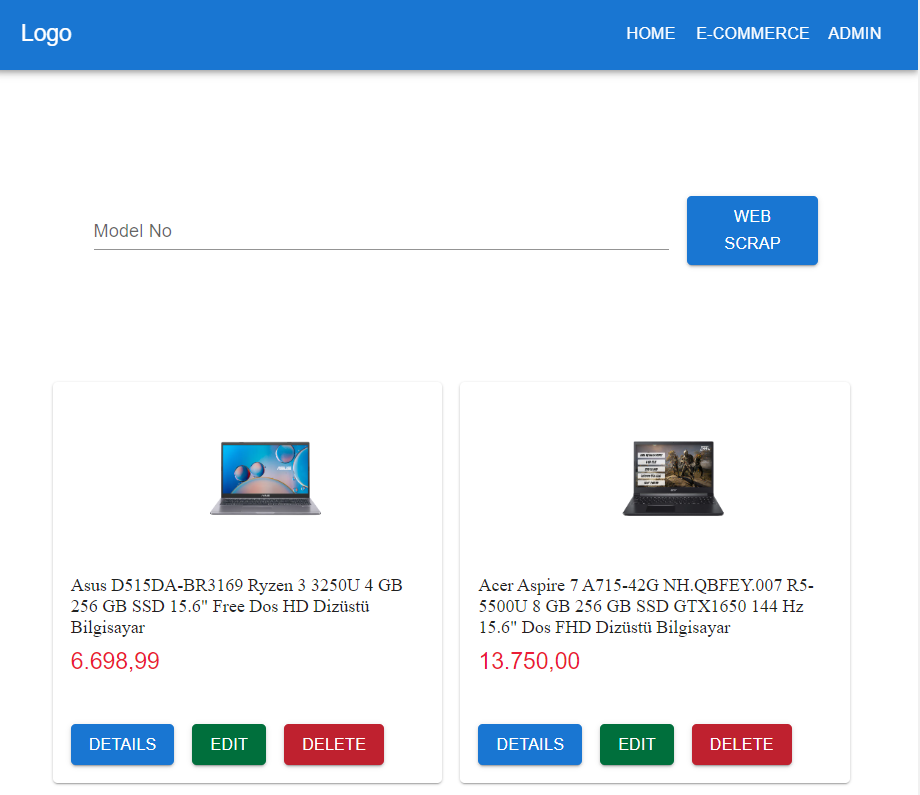 Logo
HOME E-COMMERCE ADMIN
Model No
WEB
SCRAP
Asus D515DA-BR3169 Ryzen 3 3250U 4 GB
256 GB SSD 15.6" Free Dos HD Dizüstü
Bilgisayar
6.698,99
DETAILS EDIT DELETE
Acer Aspire 7 A715-42G NH.QBFEY.007 R5-
5500U 8 GB 256 GB SSD GTX1650 144 Hz
15.6" Dos FHD Dizüstü Bilgisayar
13.750,00
DETAILS EDIT DELETE